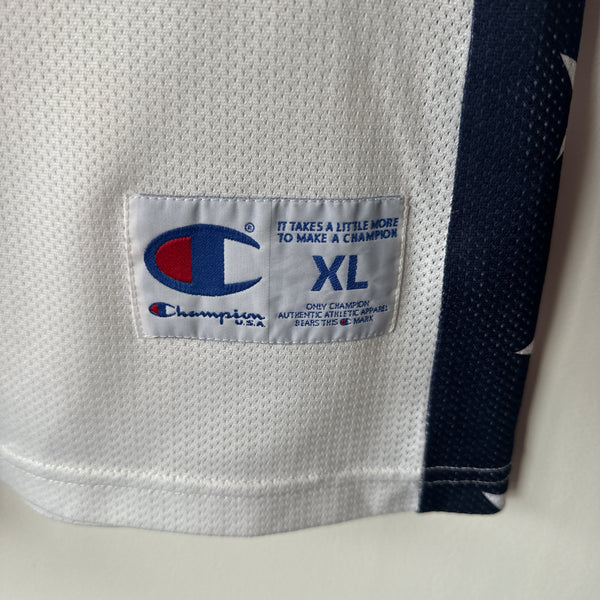 ®
IT TAKES A LITTLE MORE
TO MAKE A CHAMPION
XL
Champion
U.S.A.
ONLY CHAMPION
AUTHENTIC ATHLETIC APPAREL
BEARS THIS C MARK